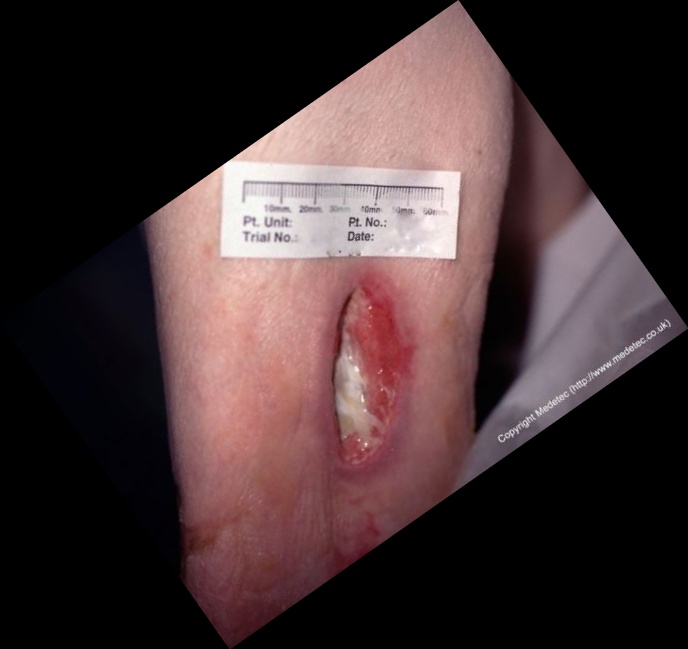 10mm. 20mm. 30mm 40mm. 50mm. 60mm.
Pt. Unit: Pt. No.:
Trial No.: Date:
Copyright Medetec (http://www.medetec.co.uk)